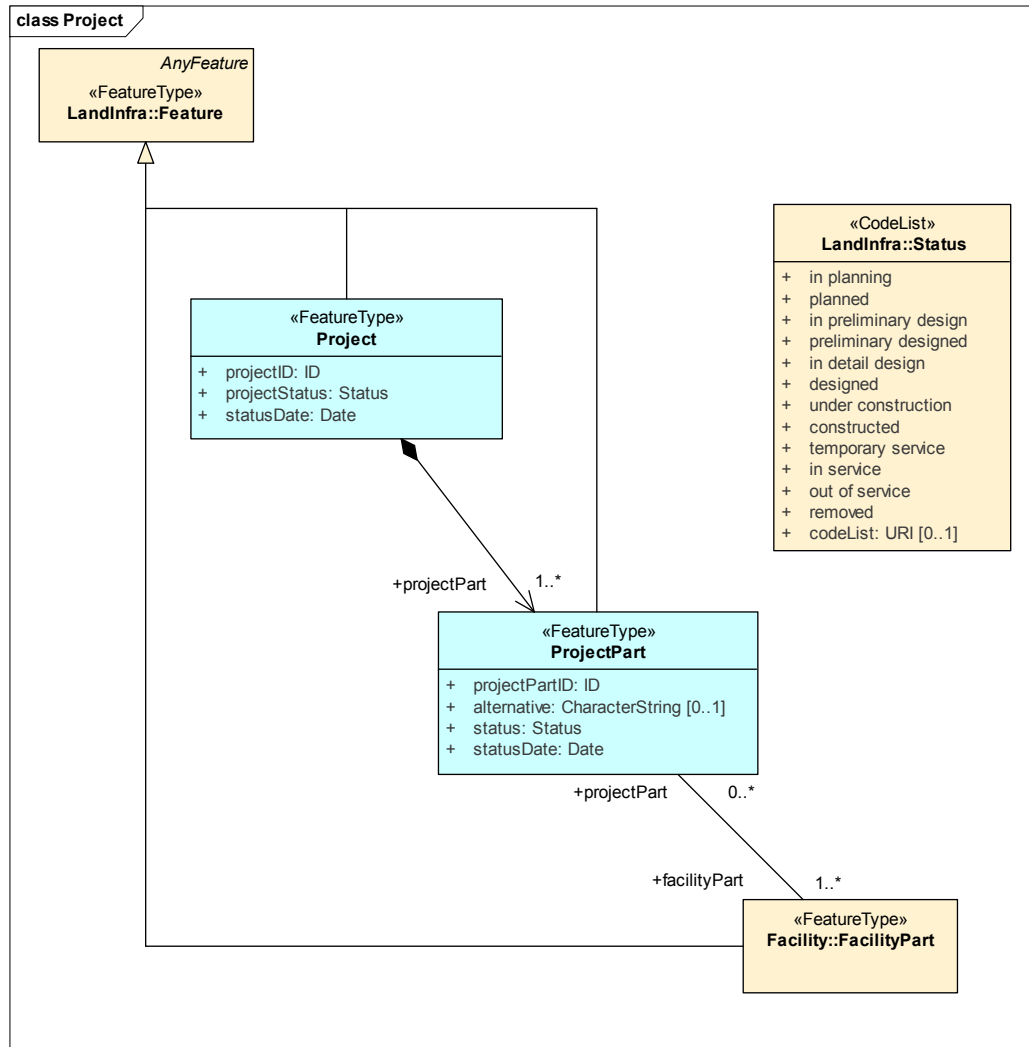 class Project
AnyFeature
«FeatureType»
LandInfra::Feature
«CodeList»
LandInfra::Status
+ in planning
+ planned
+ in preliminary design
+ preliminary designed
+ in detail design
+ designed
+ under construction
+ constructed
+ temporary service
+ in service
+ out of service
+ removed
+ codeList: URI [0..1]
«FeatureType»
Project
+ projectID: ID
+ projectStatus: Status
+ statusDate: Date
+projectPart 1..*
«FeatureType»
ProjectPart
+ projectPartID: ID
+ alternative: CharacterString [0..1]
+ status: Status
+ statusDate: Date
+projectPart 0..*
+facilityPart 1..*
«FeatureType»
Facility::FacilityPart